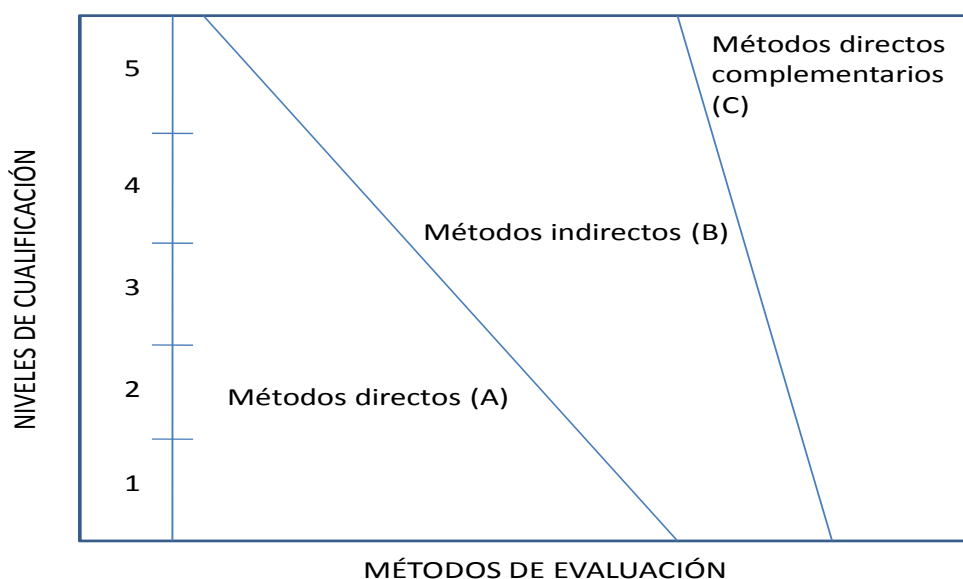 Métodos directos
complementarios
(C)
5
4
Métodos indirectos (B)
3
2
Métodos directos (A)
1
NIVELES DE CUALIFICACIÓN
MÉTODOS DE EVALUACIÓN